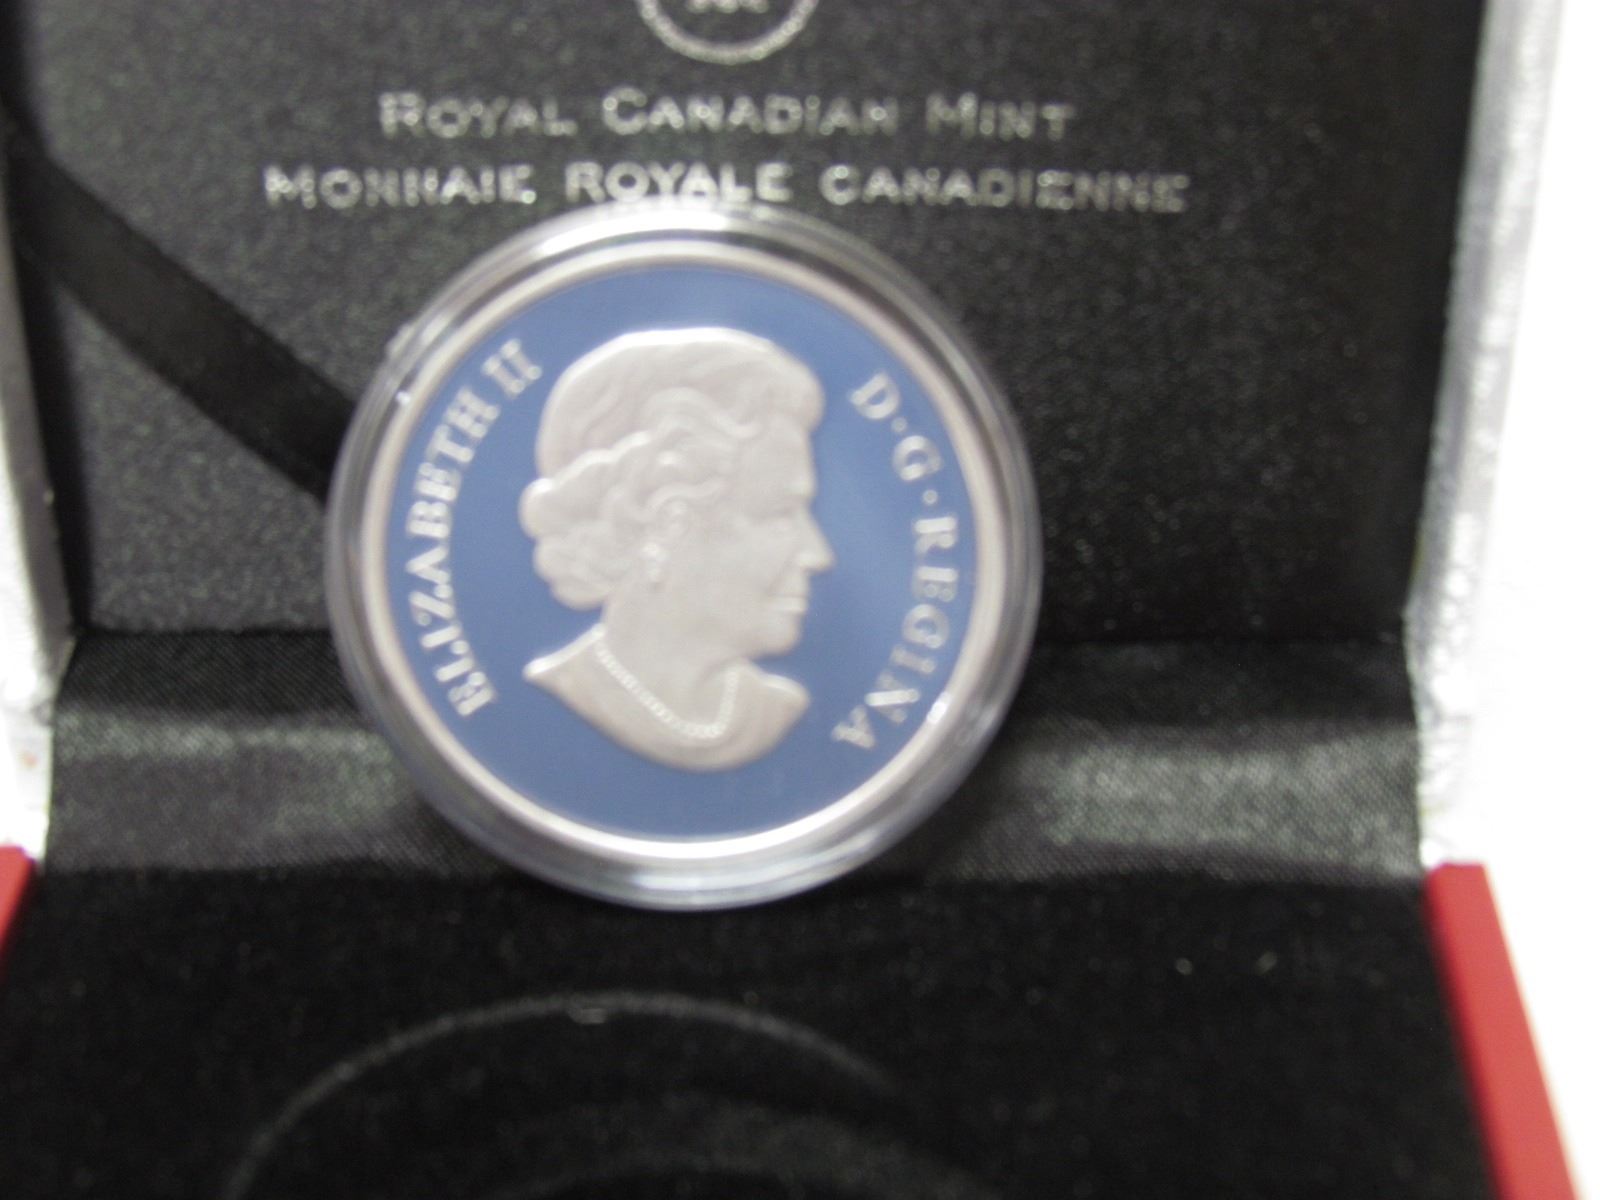 ROYAL CANADIAN MINT
MONNAIE ROYALE CANADIENNE
ELIZABETH II
D·G·REGINA